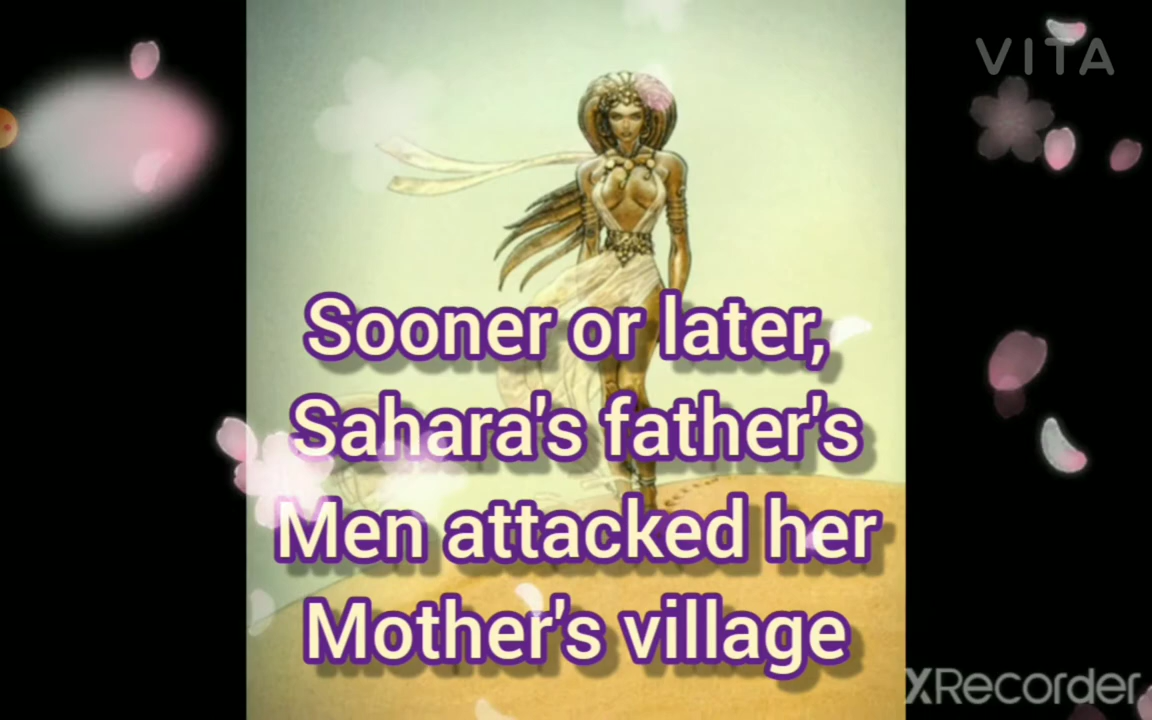 VITA
Sooner or later,
Sahara's father's
Men attacked her
Mother's village
XRecorder